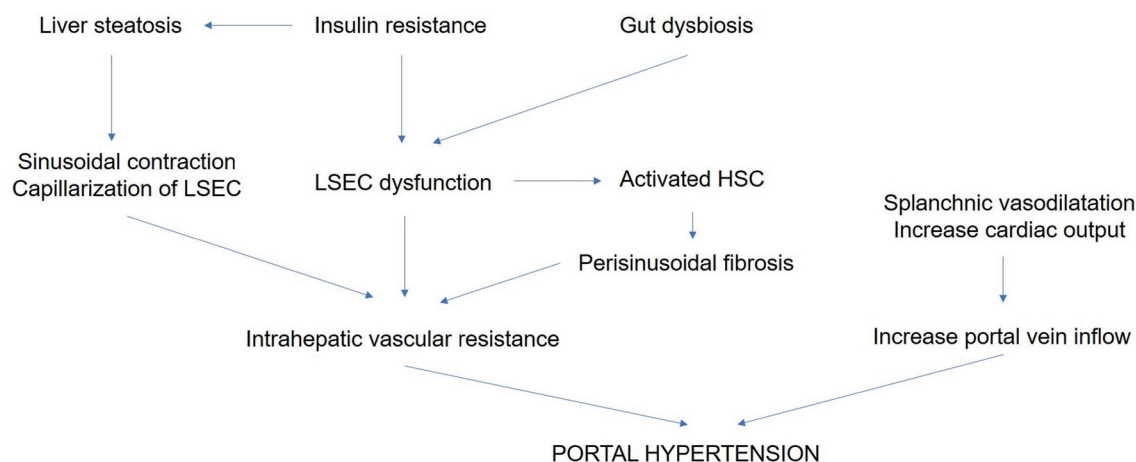 Liver steatosis
Insulin resistance
Gut dysbiosis
Sinusoidal contraction
Capillarization of LSEC
LSEC dysfunction
Activated HSC
Splanchnic vasodilatation
Increase cardiac output
Perisinusoidal fibrosis
Intrahepatic vascular resistance
Increase portal vein inflow
PORTAL HYPERTENSION